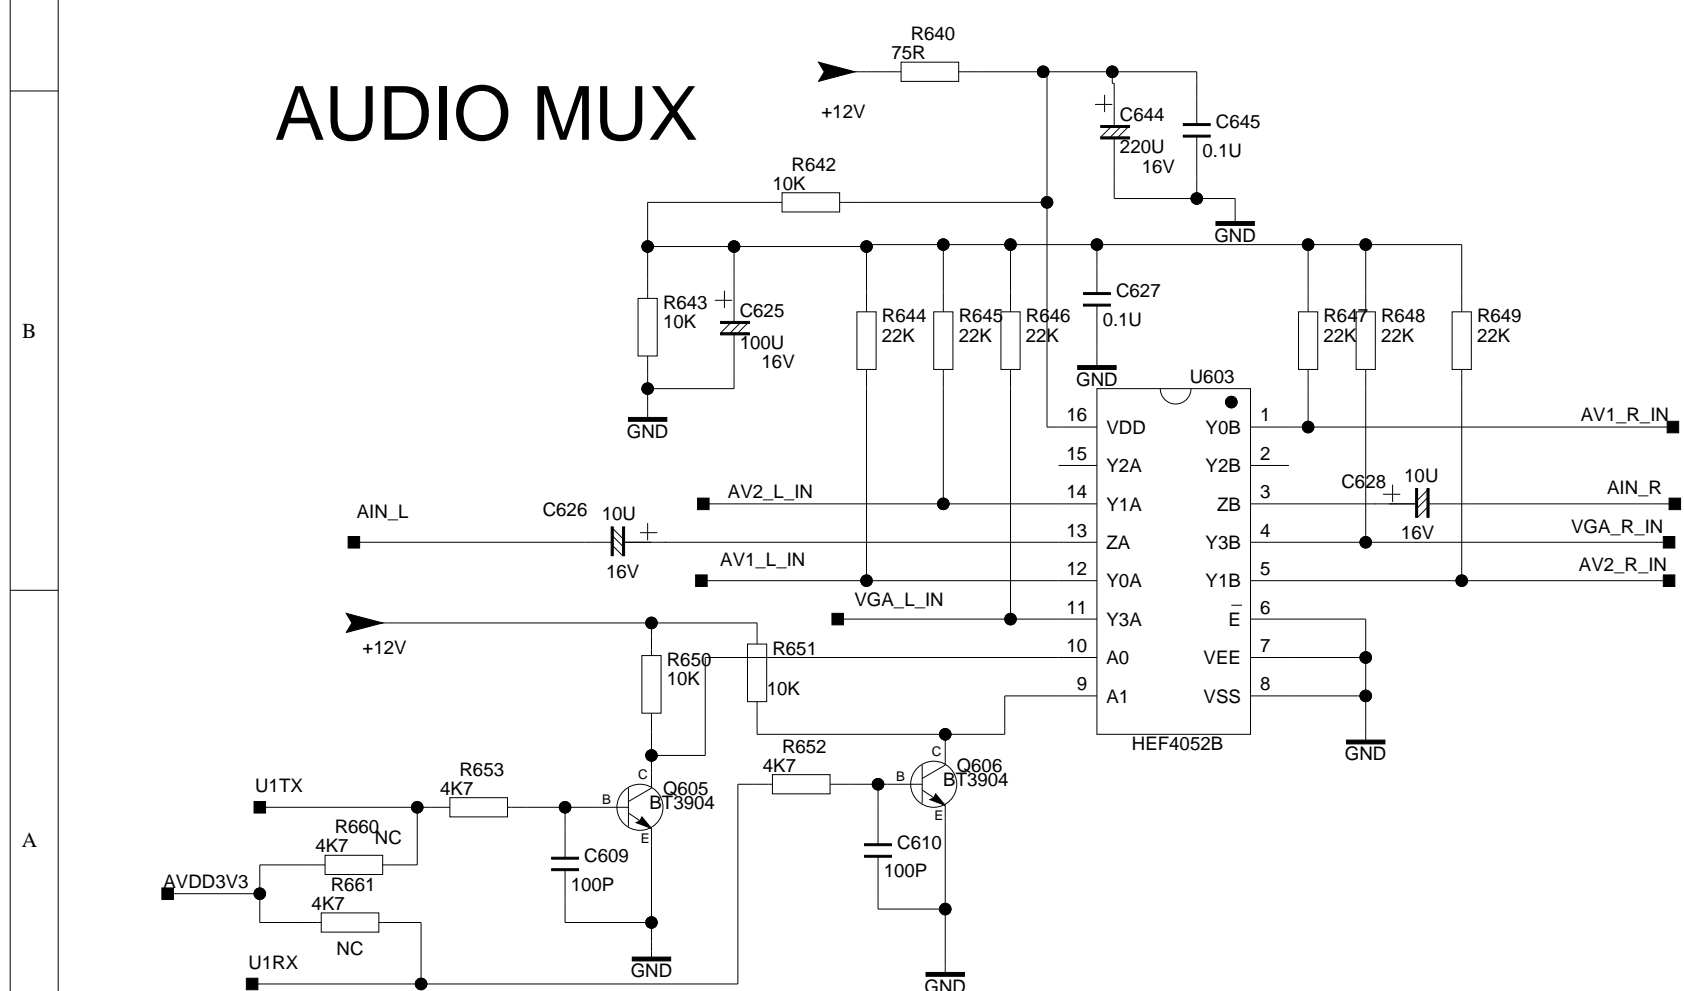 R640
75R
AUDIO MUX
+12V
C644
220U
16V
C645
0.1U
R642
10K
GND
R643
10K
C625
100U
16V
R644
22K
R645
22K
R646
22K
C627
0.1U
R647
22K
R648
22K
R649
22K
B
GND
GND
U603
16 VDD Y0B 1
AV1_R_IN
15 Y2A Y2B 2
AV2_L_IN
14 Y1A ZB 3
C628
10U
16V
AIN_R
AIN_L
C626
10U
16V
13 ZA Y3B 4
VGA_R_IN
AV1_L_IN
12 Y0A Y1B 5
AV2_R_IN
VGA_L_IN
11 Y3A E 6
+12V
R650
10K
R651
10K
10 A0 VEE 7
9 A1 VSS 8
HEF4052B
GND
U1TX
R653
4K7
C
B
E
Q605
BT3904
R652
4K7
C
B
E
Q606
BT3904
A
R660
4K7
NC
C609
100P
C610
100P
AVDD3V3
R661
4K7
NC
U1RX
GND
GND